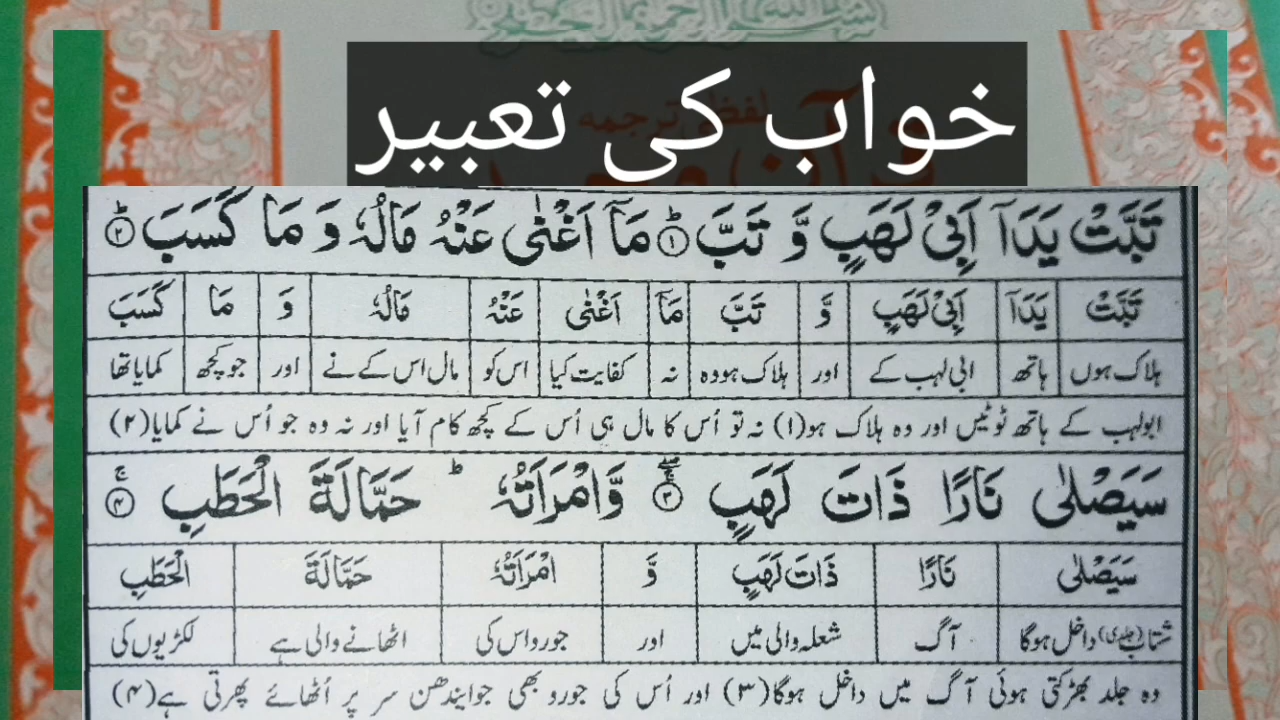 خواب کی تعبیر
تَبَّتْ یَدَاۤ اَبِیْ لَهَبٍ وَّ تَبَّ ؕ﴿۱﴾ مَاۤ اَغْنٰی عَنْهُ مَالُهٗ وَ مَا كَسَبَ ؕ﴿۲﴾
تَبَّتْ یَدَاۤ اَبِیْ لَهَبٍ وَّ تَبَّ مَاۤ اَغْنٰی عَنْهُ مَالُهٗ وَ مَا كَسَبَ
ہلاک ہوں ہاتھ ابی لہب کے اور ہلاک ہو وہ نہ کفایت کیا اس کو مال اس کے نے اور جو کچھ کمایا تھا
ابولہب کے ہاتھ ٹوٹیں اور وہ ہلاک ہو(۱) نہ تو اُس کا مال ہی اُس کے کچھ کام آیا اور نہ وہ جو اُس نے کمایا(۲)
سَیَصْلٰی نَارًا ذَاتَ لَهَبٍ ﴿۳﴾ وَّ امْرَاَتُهٗ ؕ حَمَّالَةَ الْحَطَبِ ﴿۴﴾
سَیَصْلٰی نَارًا ذَاتَ لَهَبٍ وَّ امْرَاَتُهٗ حَمَّالَةَ الْحَطَبِ
شتاب (جلدی) داخل ہوگا آگ شعلہ والی میں اور جورو اس کی اٹھانے والی ہے لکڑیوں کی
وہ جلد بھڑکتی ہوئی آگ میں داخل ہوگا(۳) اور اُس کی جورو بھی جو ایندھن سر پر اُٹھائے پھرتی ہے(۴)